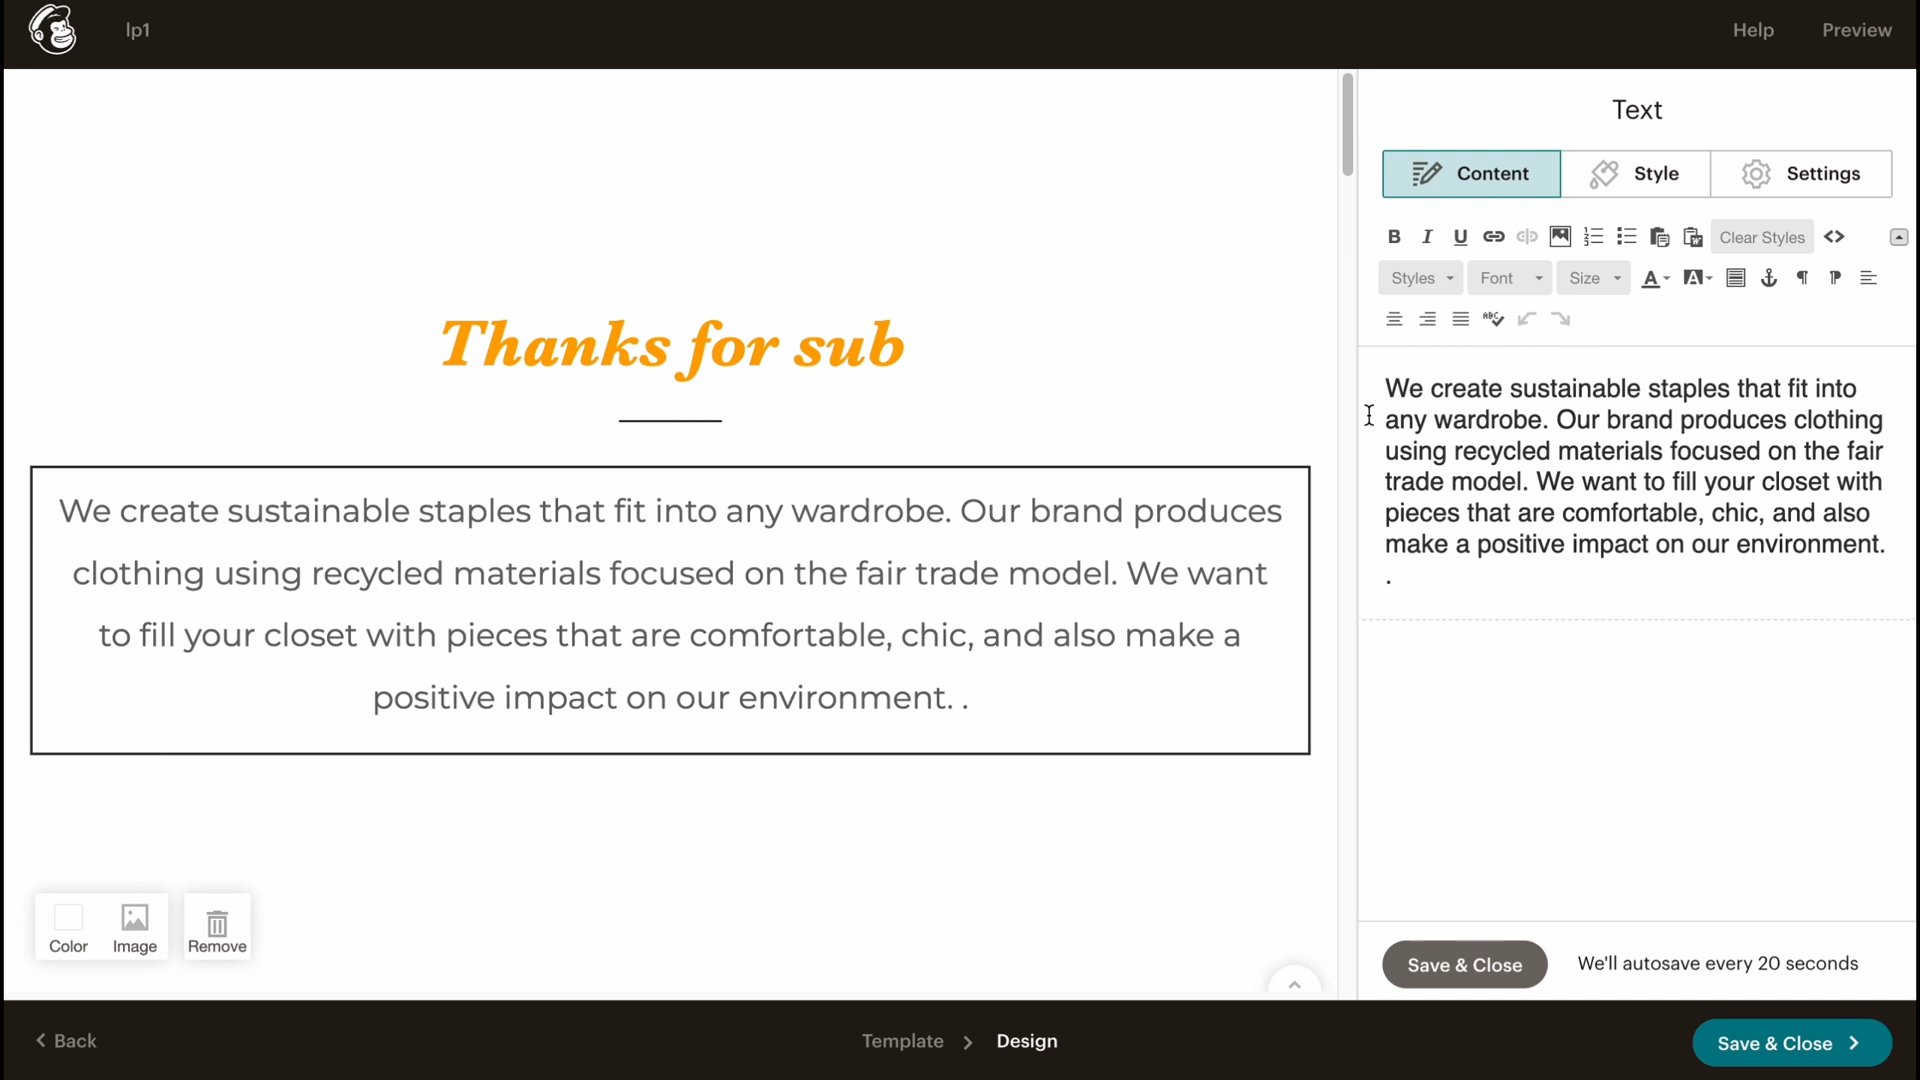 lp1
Help
Preview
Thanks for sub
We create sustainable staples that fit into any wardrobe. Our brand produces
clothing using recycled materials focused on the fair trade model. We want
to fill your closet with pieces that are comfortable, chic, and also make a
positive impact on our environment. .
Color
Image
Remove
Text
Content
Style
Settings
B I U
Clear Styles
Styles
Font
Size
A
A
ABC
We create sustainable staples that fit into
any wardrobe. Our brand produces clothing
using recycled materials focused on the fair
trade model. We want to fill your closet with
pieces that are comfortable, chic, and also
make a positive impact on our environment.
.
Save & Close
We'll autosave every 20 seconds
Back
Template
Design
Save & Close